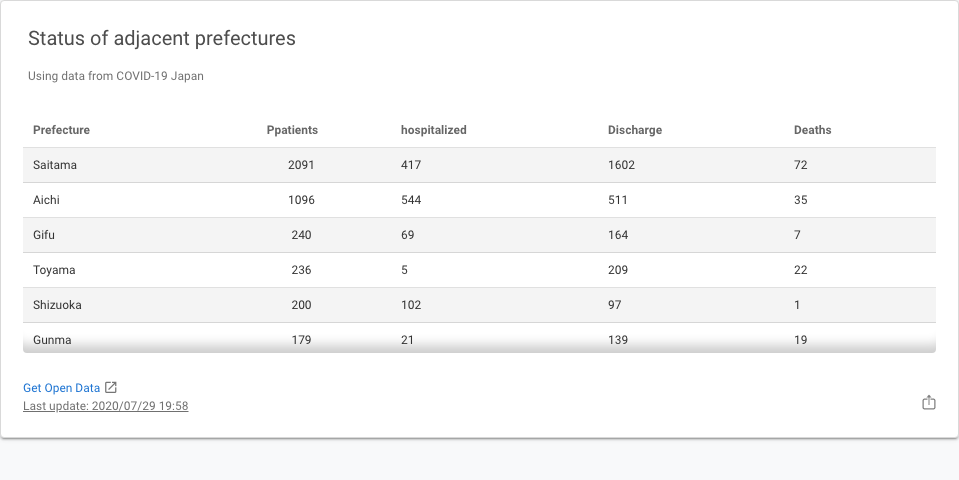 Status of adjacent prefectures
Using data from COVID-19 Japan
Prefecture Ppatients hospitalized Discharge Deaths
Saitama 2091 417 1602 72
Aichi 1096 544 511 35
Gifu 240 69 164 7
Toyama 236 5 209 22
Shizuoka 200 102 97 1
Gunma 179 21 139 19
Get Open Data
Last update: 2020/07/29 19:58